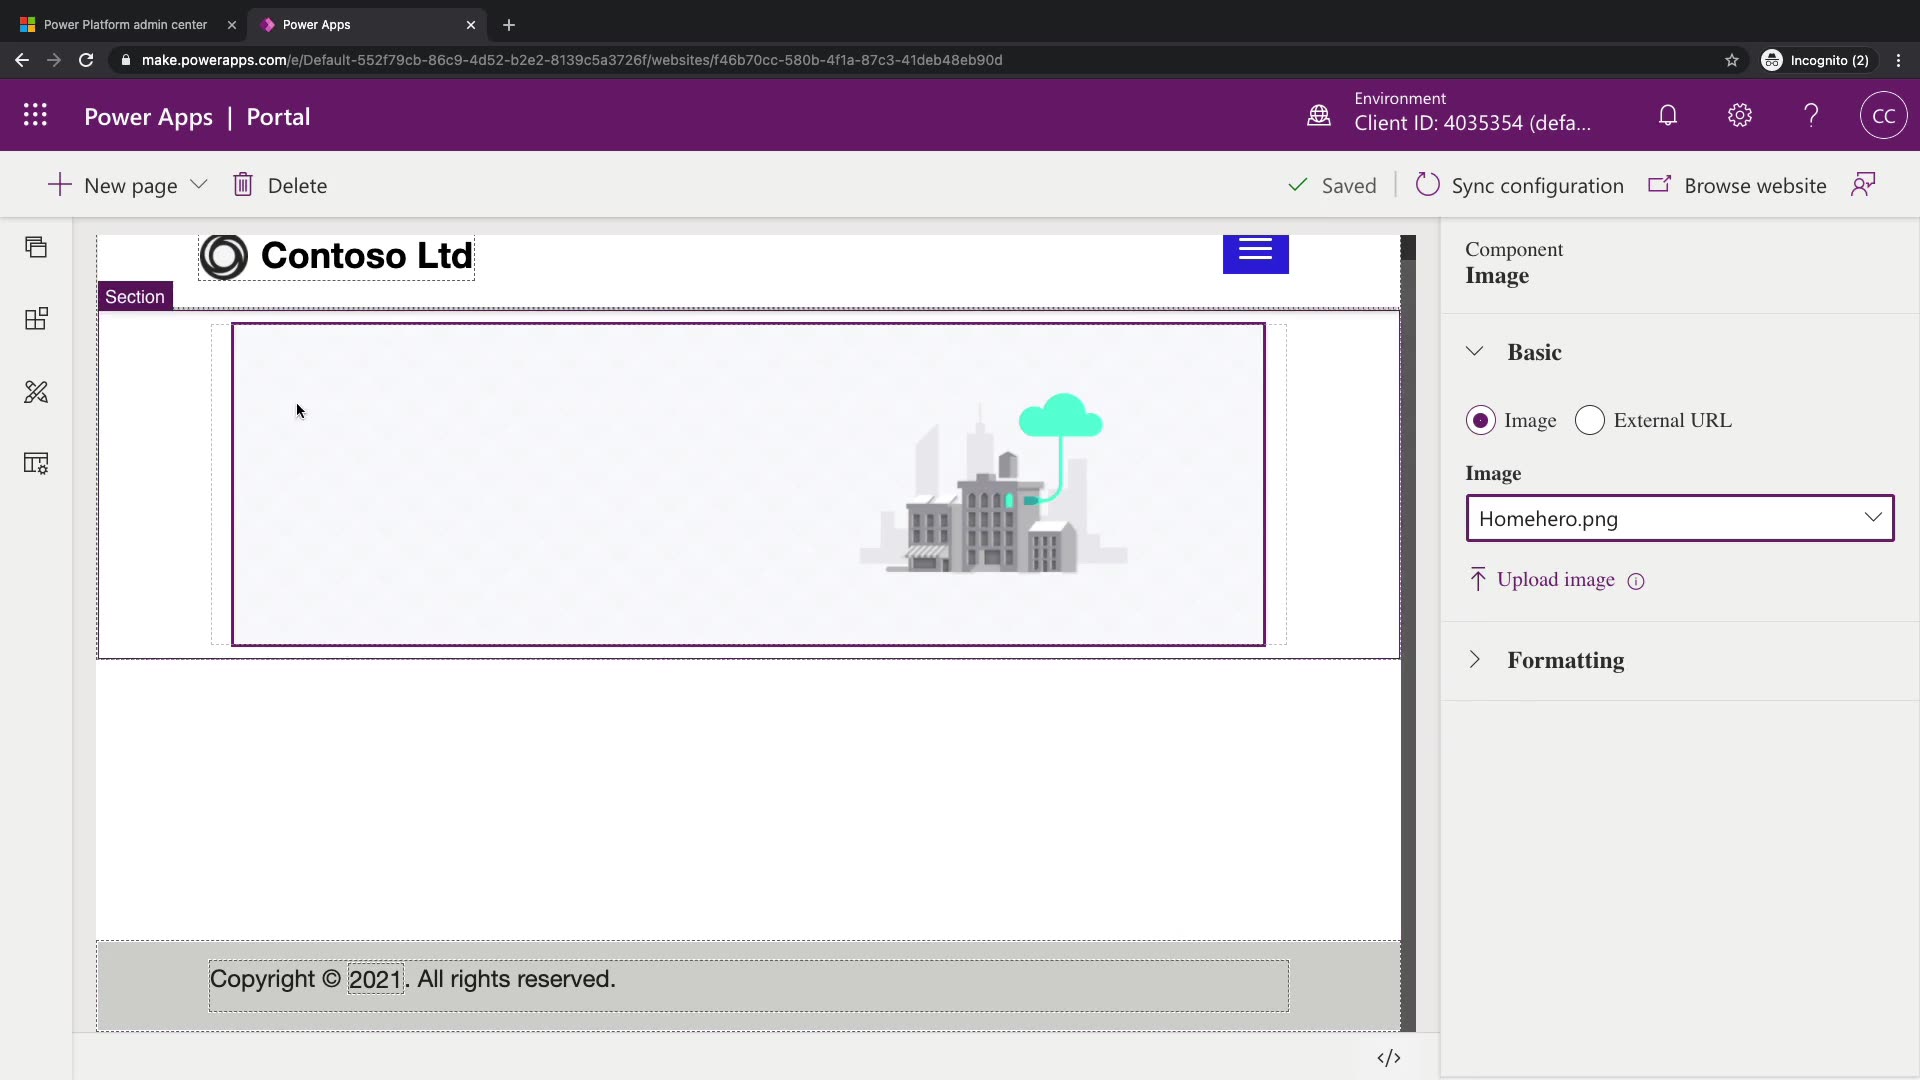 Power Platform admin center
Power Apps
make.powerapps.com/e/Default-552f79cb-86c9-4d52-b2e2-8139c5a3726f/websites/f46b70cc-580b-4f1a-87c3-41deb48eb90d
Incognito (2)
Power Apps | Portal
Environment
Client ID: 4035354 (defa...
CC
New page
Delete
Saved
Sync configuration
Browse website
Contoso Ltd
Section
Component
Image
Basic
Image
External URL
Image
Homehero.png
Upload image
Formatting
Copyright © 2021. All rights reserved.